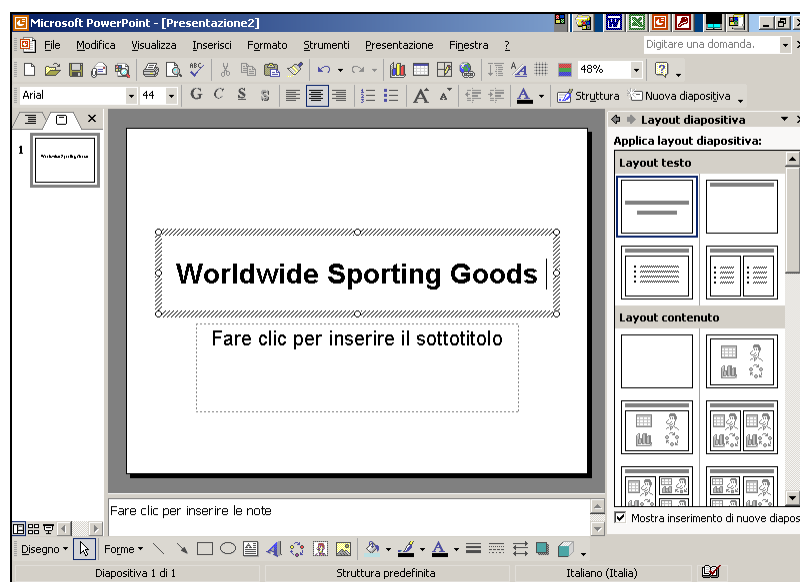 Microsoft PowerPoint - [Presentazione2]
File Modifica Visualizza Inserisci Formato Strumenti Presentazione Finestra ? Digitare una domanda.
48%
Arial 44 G C S S Struttura Nuova diapositiva
Layout diapositiva
Applica layout diapositiva:
1
Worldwide Sporting Goods
Layout testo
Worldwide Sporting Goods
Layout contenuto
Fare clic per inserire il sottotitolo
Fare clic per inserire le note
Mostra inserimento di nuove diapos
Disegno Forme
Diapositiva 1 di 1 Struttura predefinita Italiano (Italia)